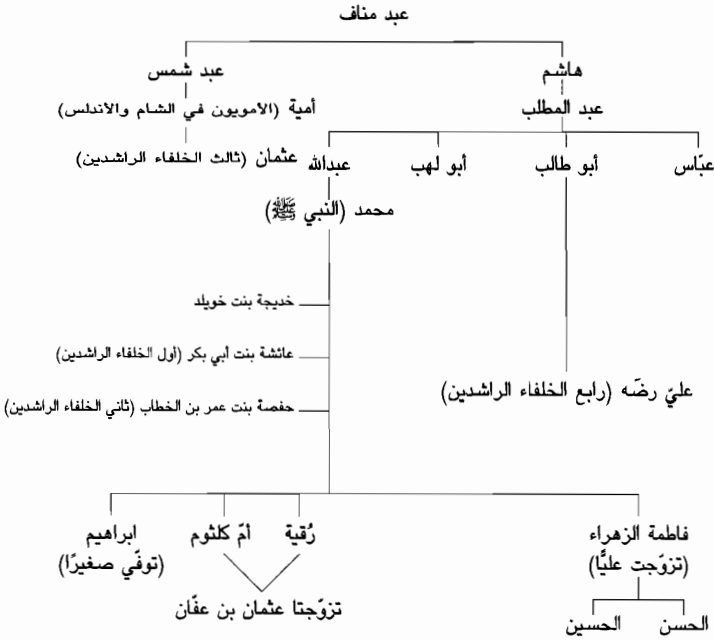 عبد مناف
هاشم
عبد شمس
عبد المطلب
أمية (الأمويون في الشام والأندلس)
عثمان (ثالث الخلفاء الراشدين)
عبّاس
أبو طالب
أبو لهب
عبدالله
محمد (النبي ﷺ)
خديجة بنت خويلد
عائشة بنت أبي بكر (أول الخلفاء الراشدين)
عليّ رضّه (رابع الخلفاء الراشدين)
حفصة بنت عمر بن الخطاب (ثاني الخلفاء الراشدين)
فاطمة الزهراء
(تزوّجت عليًّا)
رُقية
أمّ كلثوم
ابراهيم
(توفّي صغيرًا)
تزوّجتا عثمان بن عفّان
الحسن
الحسين